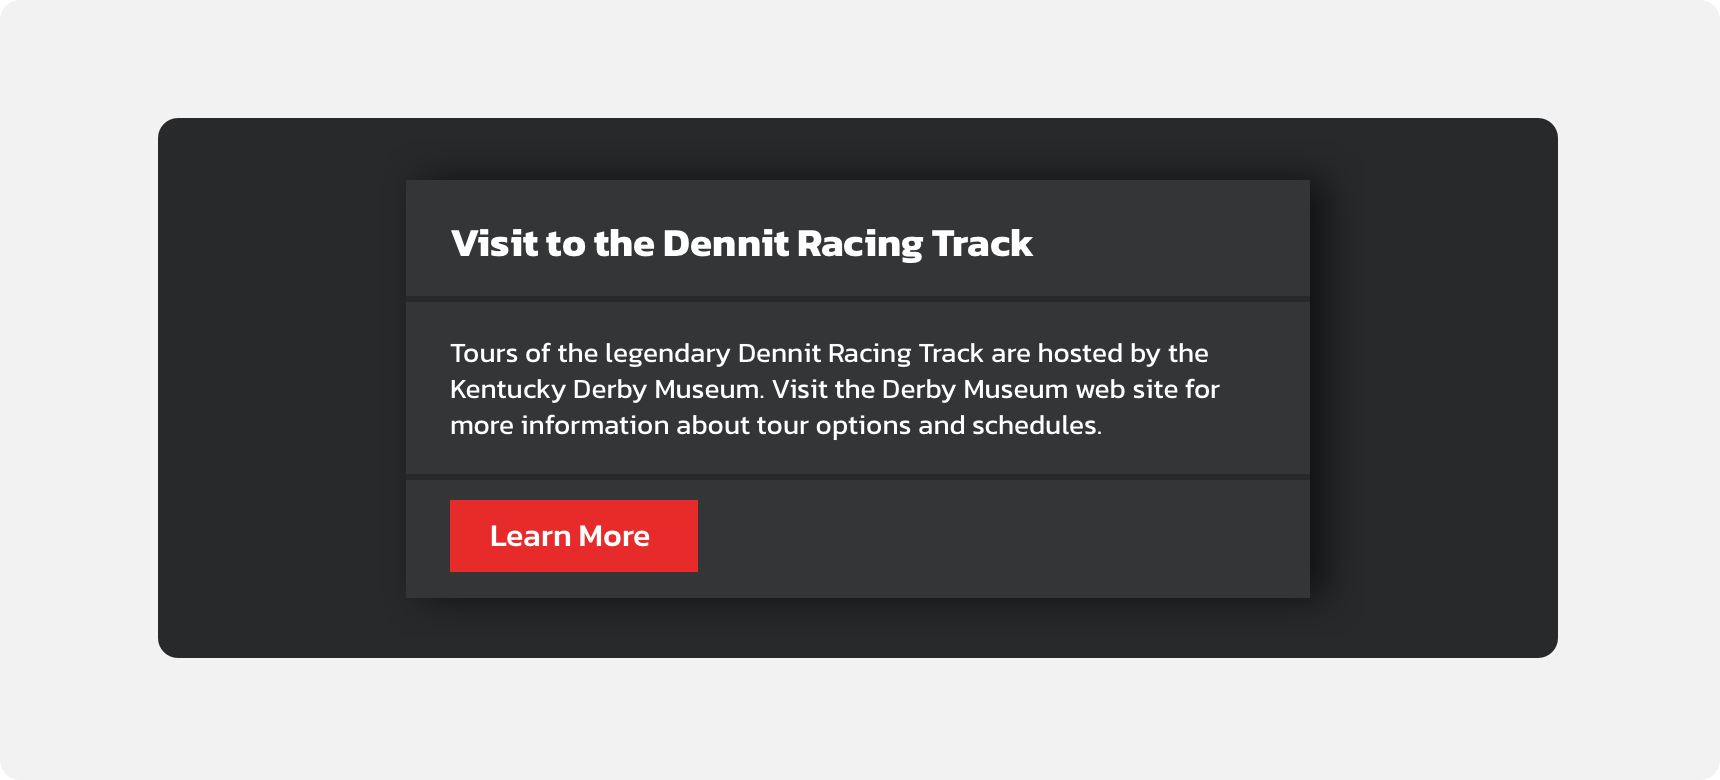 Visit to the Dennit Racing Track
Tours of the legendary Dennit Racing Track are hosted by the
Kentucky Derby Museum. Visit the Derby Museum web site for
more information about tour options and schedules.
Learn More